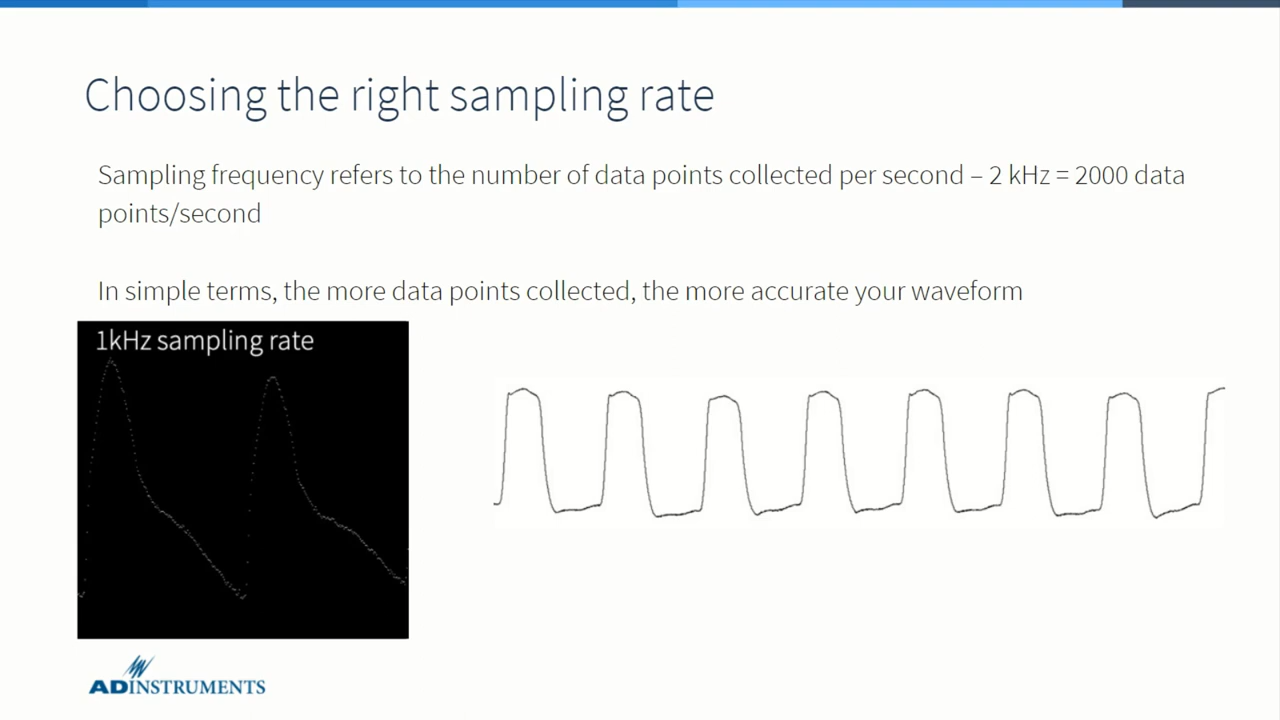 Choosing the right sampling rate
Sampling frequency refers to the number of data points collected per second – 2 kHz = 2000 data
points/second
In simple terms, the more data points collected, the more accurate your waveform
1kHz sampling rate
ADINSTRUMENTS